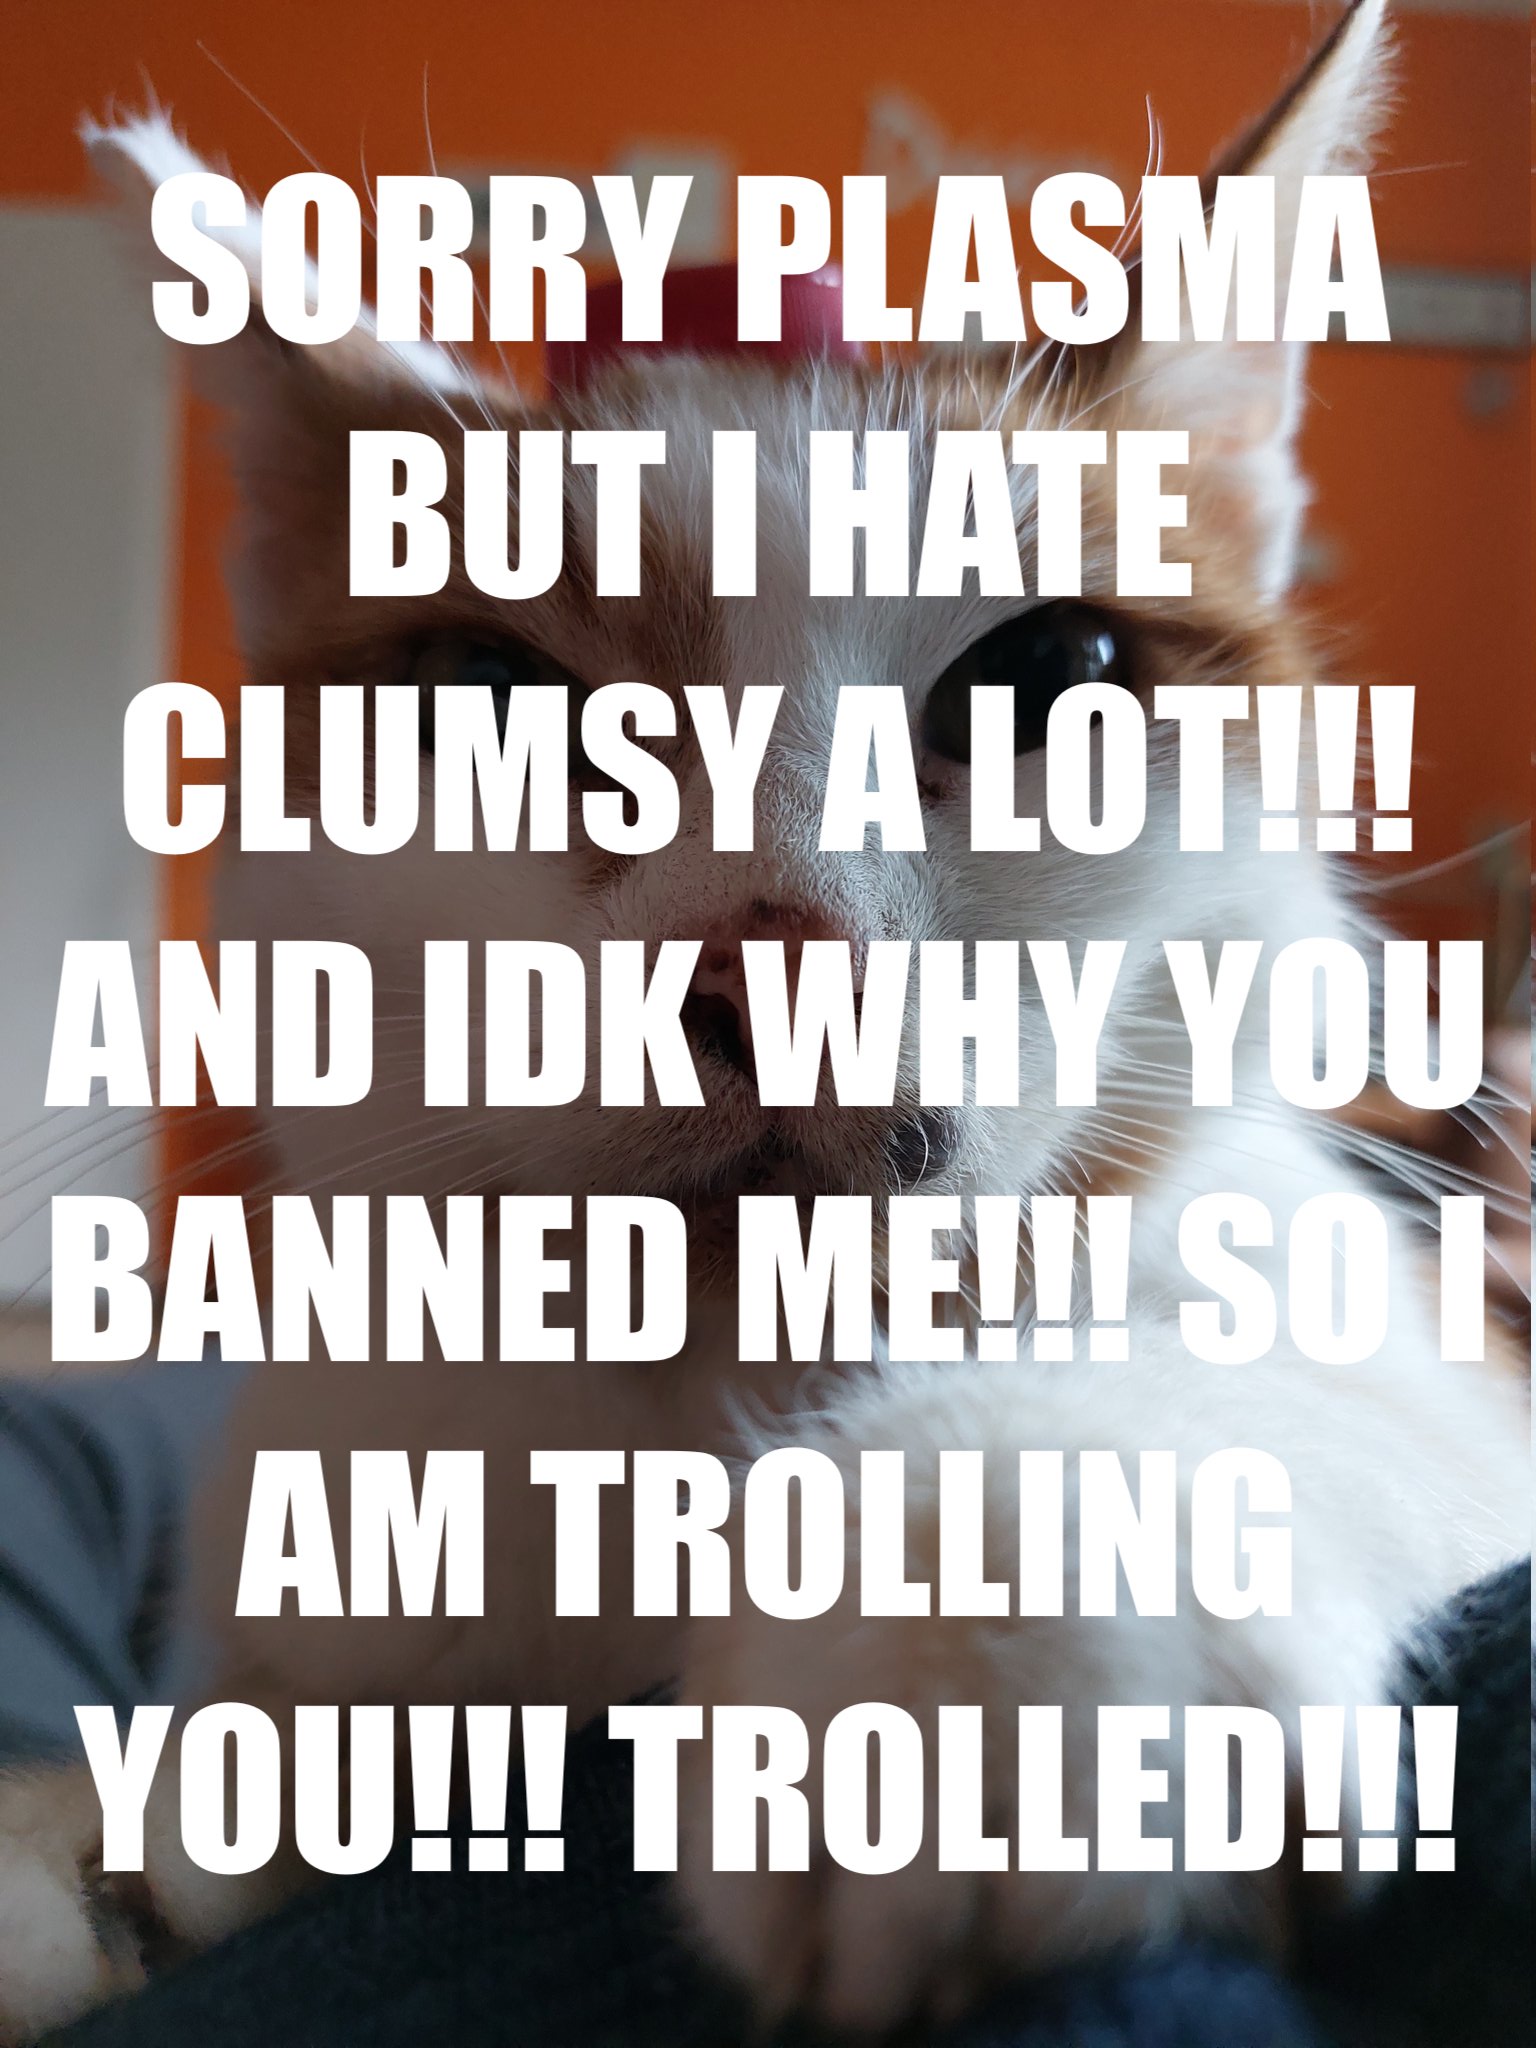 SORRY PLASMA
BUT I HATE
CLUMSY A LOT!!!
AND IDK WHY YOU
BANNED ME!!! SO I
AM TROLLING
YOU!!! TROLLED!!!